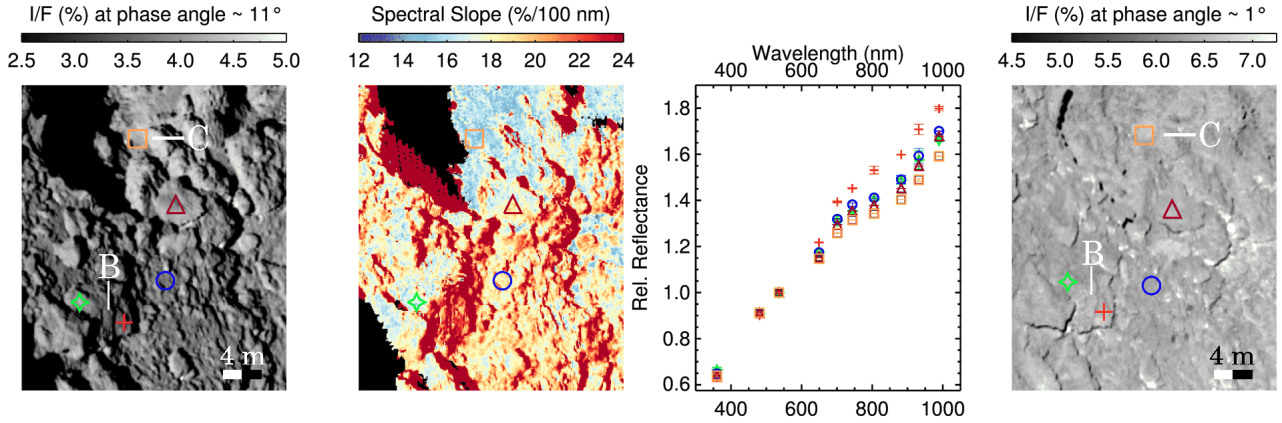 I/F (%) at phase angle ~ 11°
2.5 3.0 3.5 4.0 4.5 5.0
C
B
4 m
Spectral Slope (%/100 nm)
12 14 16 18 20 22 24
Wavelength (nm)
400 600 800 1000
Rel. Reflectance
1.8
1.6
1.4
1.2
1.0
0.8
0.6
400 600 800 1000
I/F (%) at phase angle ~ 1°
4.5 5.0 5.5 6.0 6.5 7.0
C
B
4 m